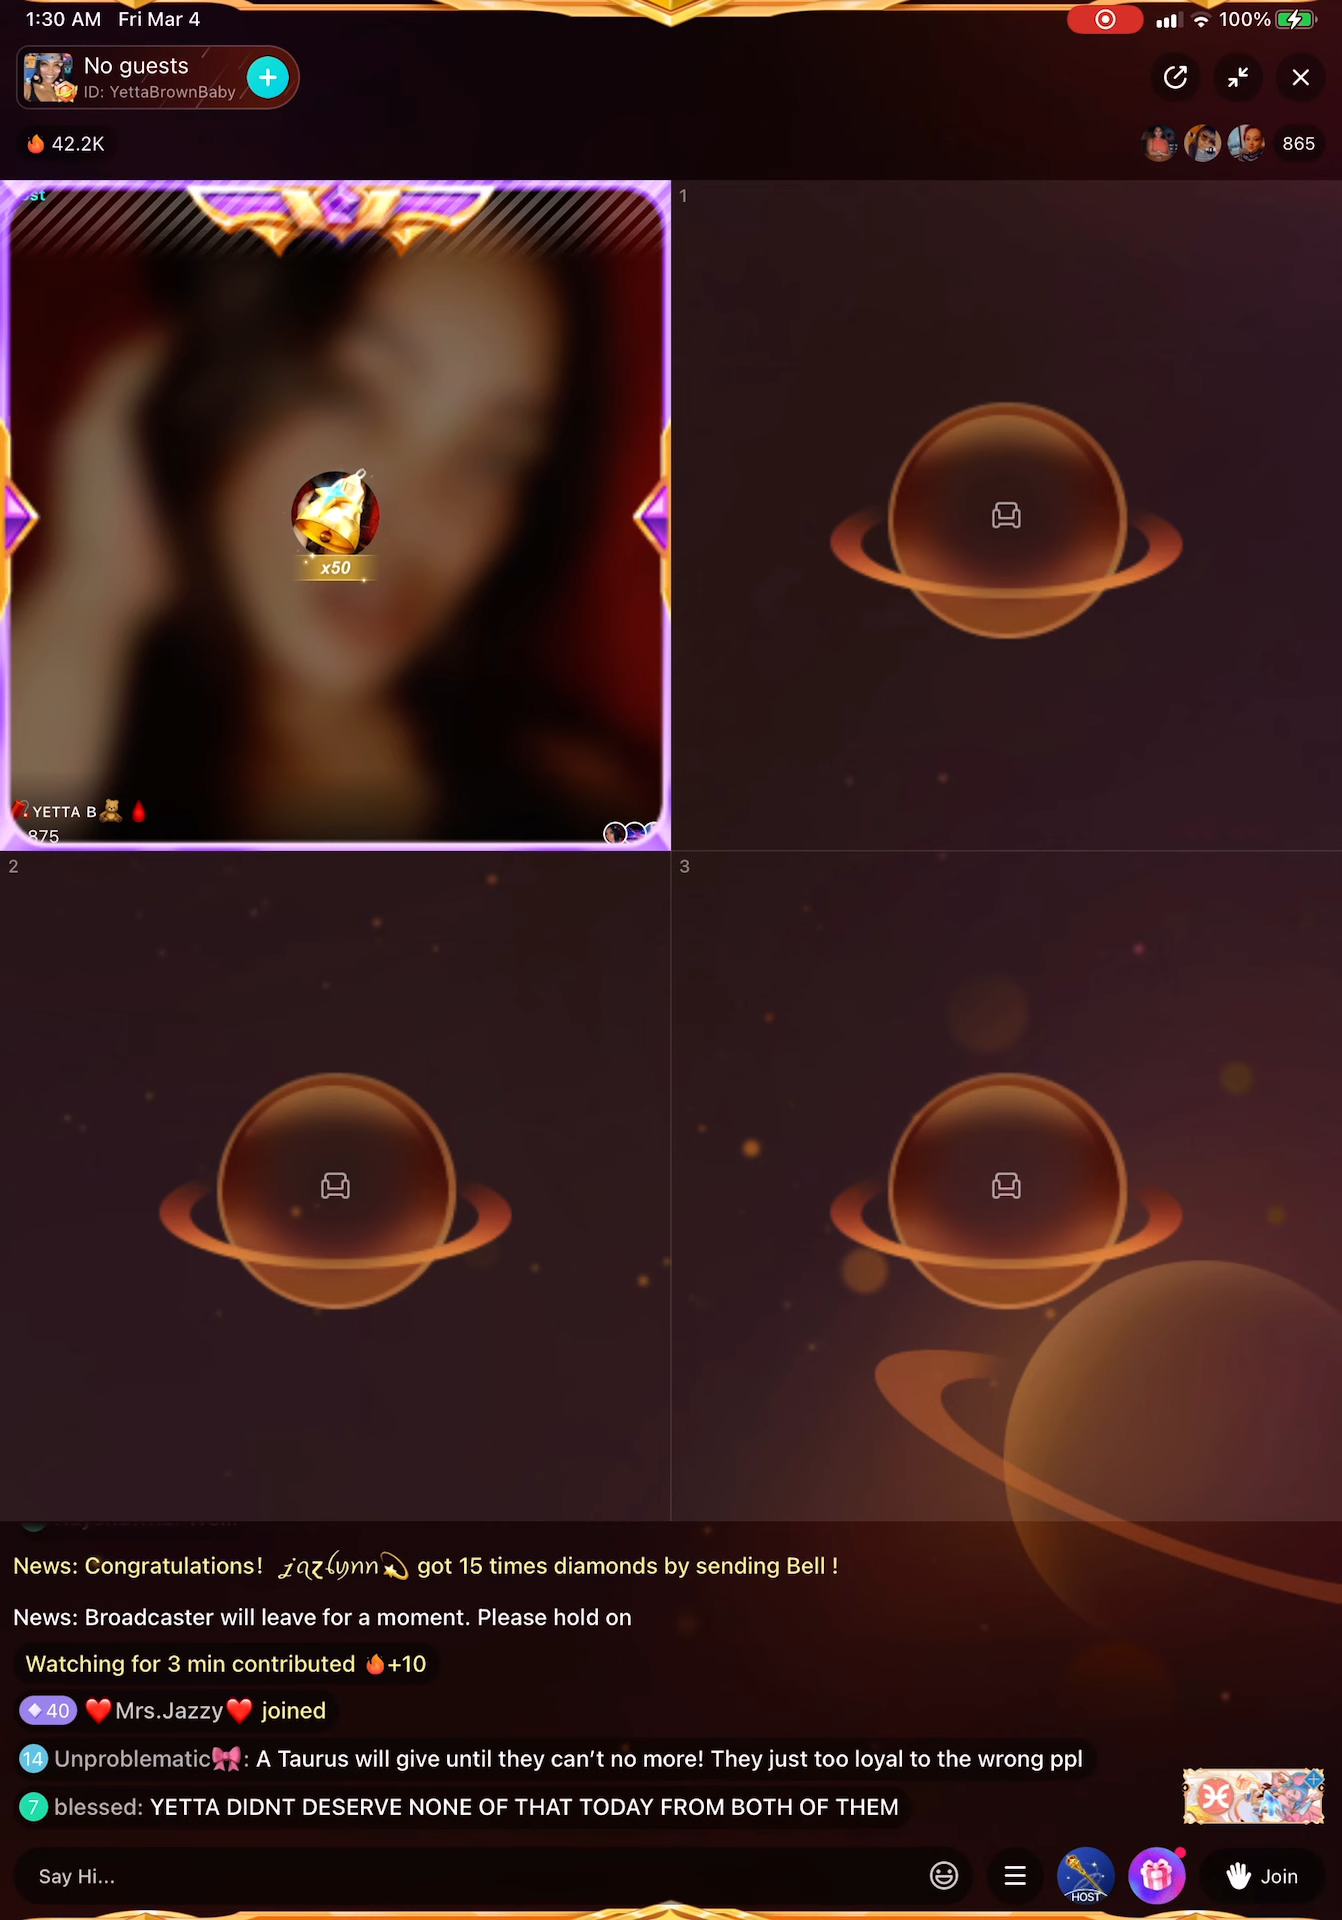 1:30 AM Fri Mar 4
100%
No guests
ID: YettaBrownBaby
42.2K
865
st
1
x50
YETTA B
875
2
3
News: Congratulations! jazlynn got 15 times diamonds by sending Bell !
News: Broadcaster will leave for a moment. Please hold on
Watching for 3 min contributed 🔥+10
40 ❤️Mrs.Jazzy❤️ joined
14 Unproblematic🎀: A Taurus will give until they can't no more! They just too loyal to the wrong ppl
7 blessed: YETTA DIDNT DESERVE NONE OF THAT TODAY FROM BOTH OF THEM
Say Hi...
HOST
Join